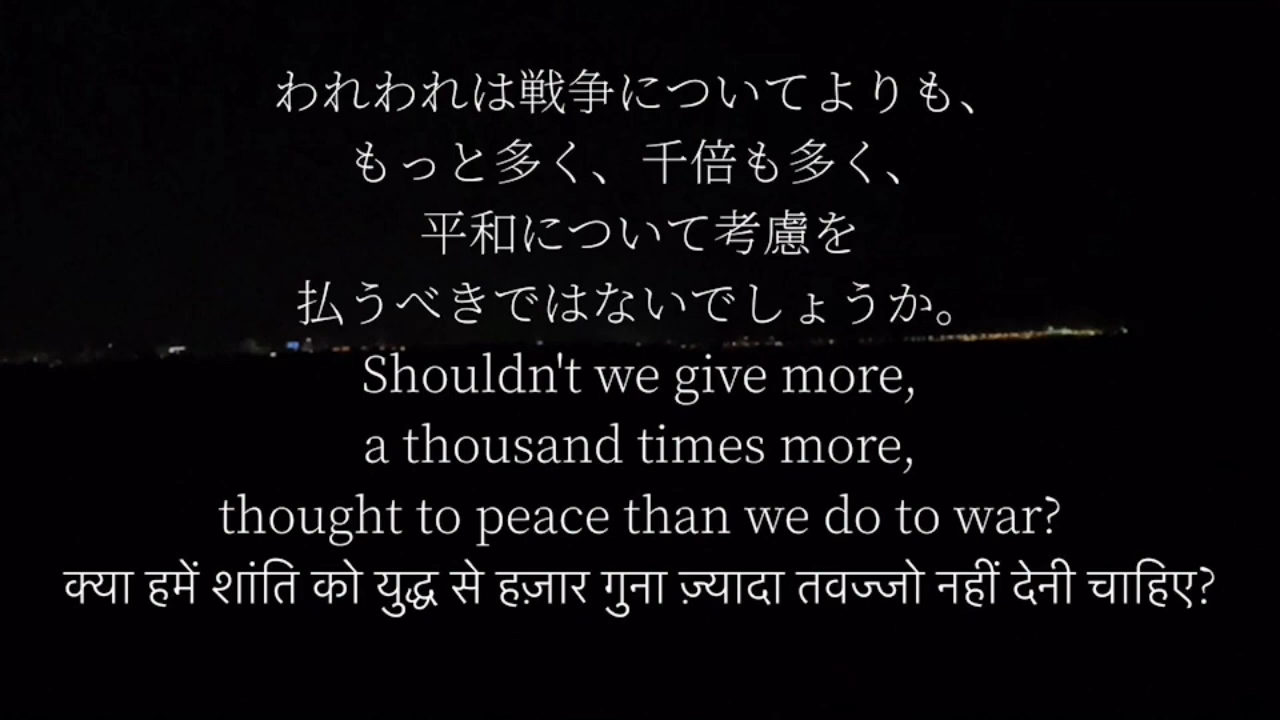 われわれは戦争についてよりも、
もっと多く、千倍も多く、
平和について考慮を
払うべきではないでしょうか。
Shouldn't we give more,
a thousand times more,
thought to peace than we do to war?
क्या हमें शांति को युद्ध से हज़ार गुना ज़्यादा तवज्जो नहीं देनी चाहिए?